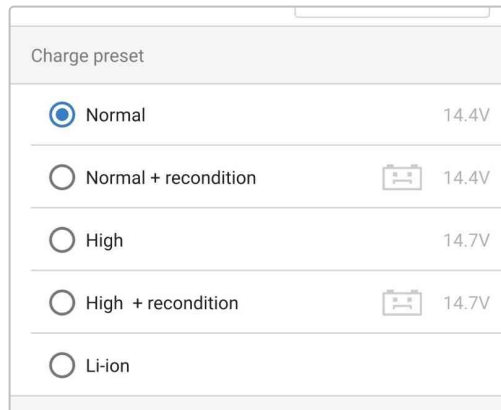 Charge preset
Normal 14.4V
Normal + recondition 14.4V
High 14.7V
High + recondition 14.7V
Li-ion